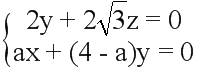 2y + 2√3z = 0
ax + (4 - a)y = 0